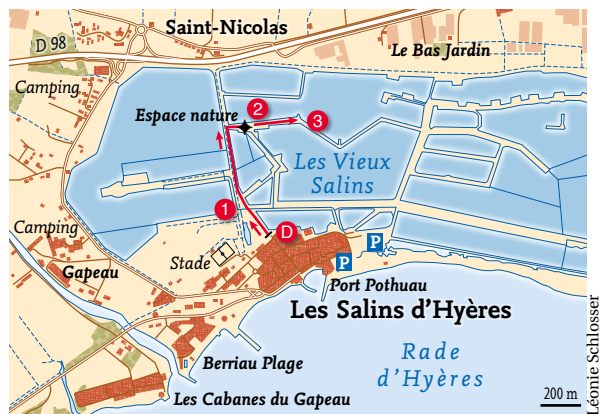 Saint-Nicolas
D 98
Le Bas Jardin
Camping
Espace nature
2
3
Les Vieux
Salins
1
D
Camping
Stade
P
P
Gapeau
Port Pothuau
Les Salins d'Hyères
Rade
d'Hyères
Berriau Plage
Les Cabanes du Gapeau
200 m
Léonie Schlosser